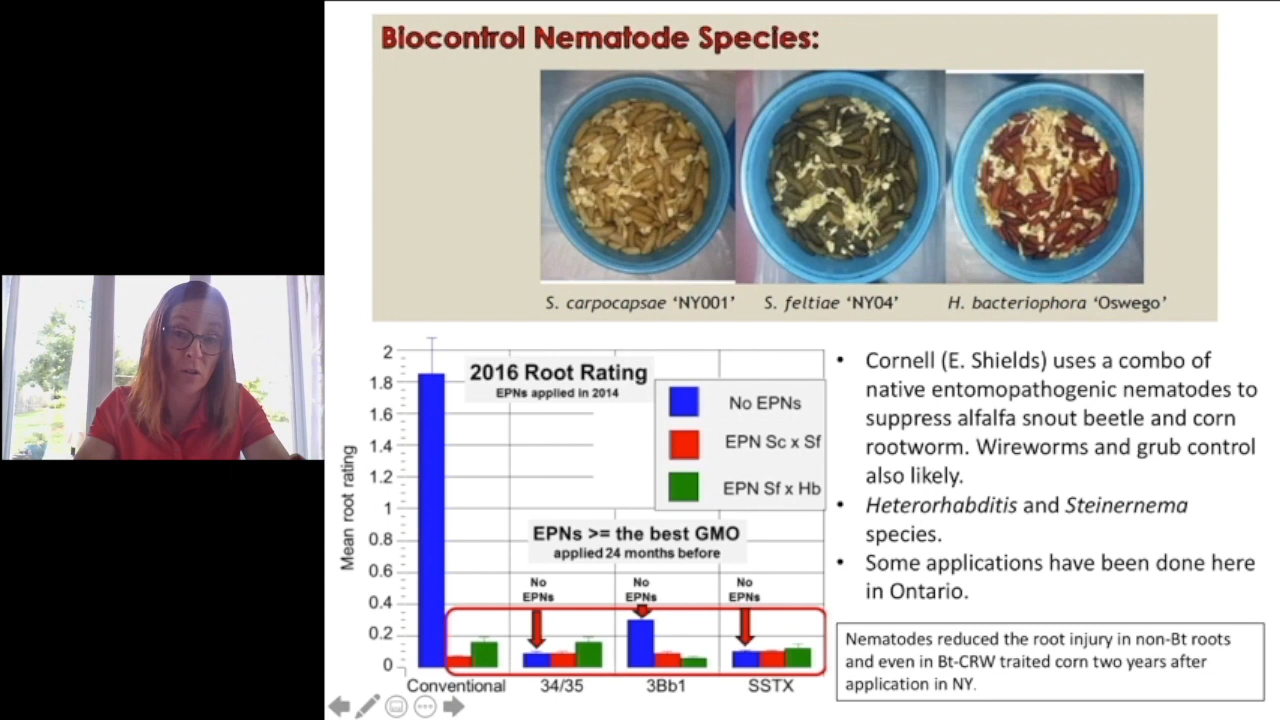 Biocontrol Nematode Species:
S. carpocapsae ‘NY001’
S. feltiae ‘NY04’
H. bacteriophora ‘Oswego’
2016 Root Rating
EPNs applied in 2014
No EPNs
EPN Sc x Sf
EPN Sf x Hb
EPNs >= the best GMO
applied 24 months before
No
EPNs
No
EPNs
No
EPNs
Mean root rating
2
1.8
1.6
1.4
1.2
1
0.8
0.6
0.4
0.2
0
Conventional
34/35
3Bb1
SSTX
• Cornell (E. Shields) uses a combo of
native entomopathogenic nematodes to
suppress alfalfa snout beetle and corn
rootworm. Wireworms and grub control
also likely.
• Heterorhabditis and Steinernema
species.
• Some applications have been done here
in Ontario.
Nematodes reduced the root injury in non-Bt roots
and even in Bt-CRW traited corn two years after
application in NY.